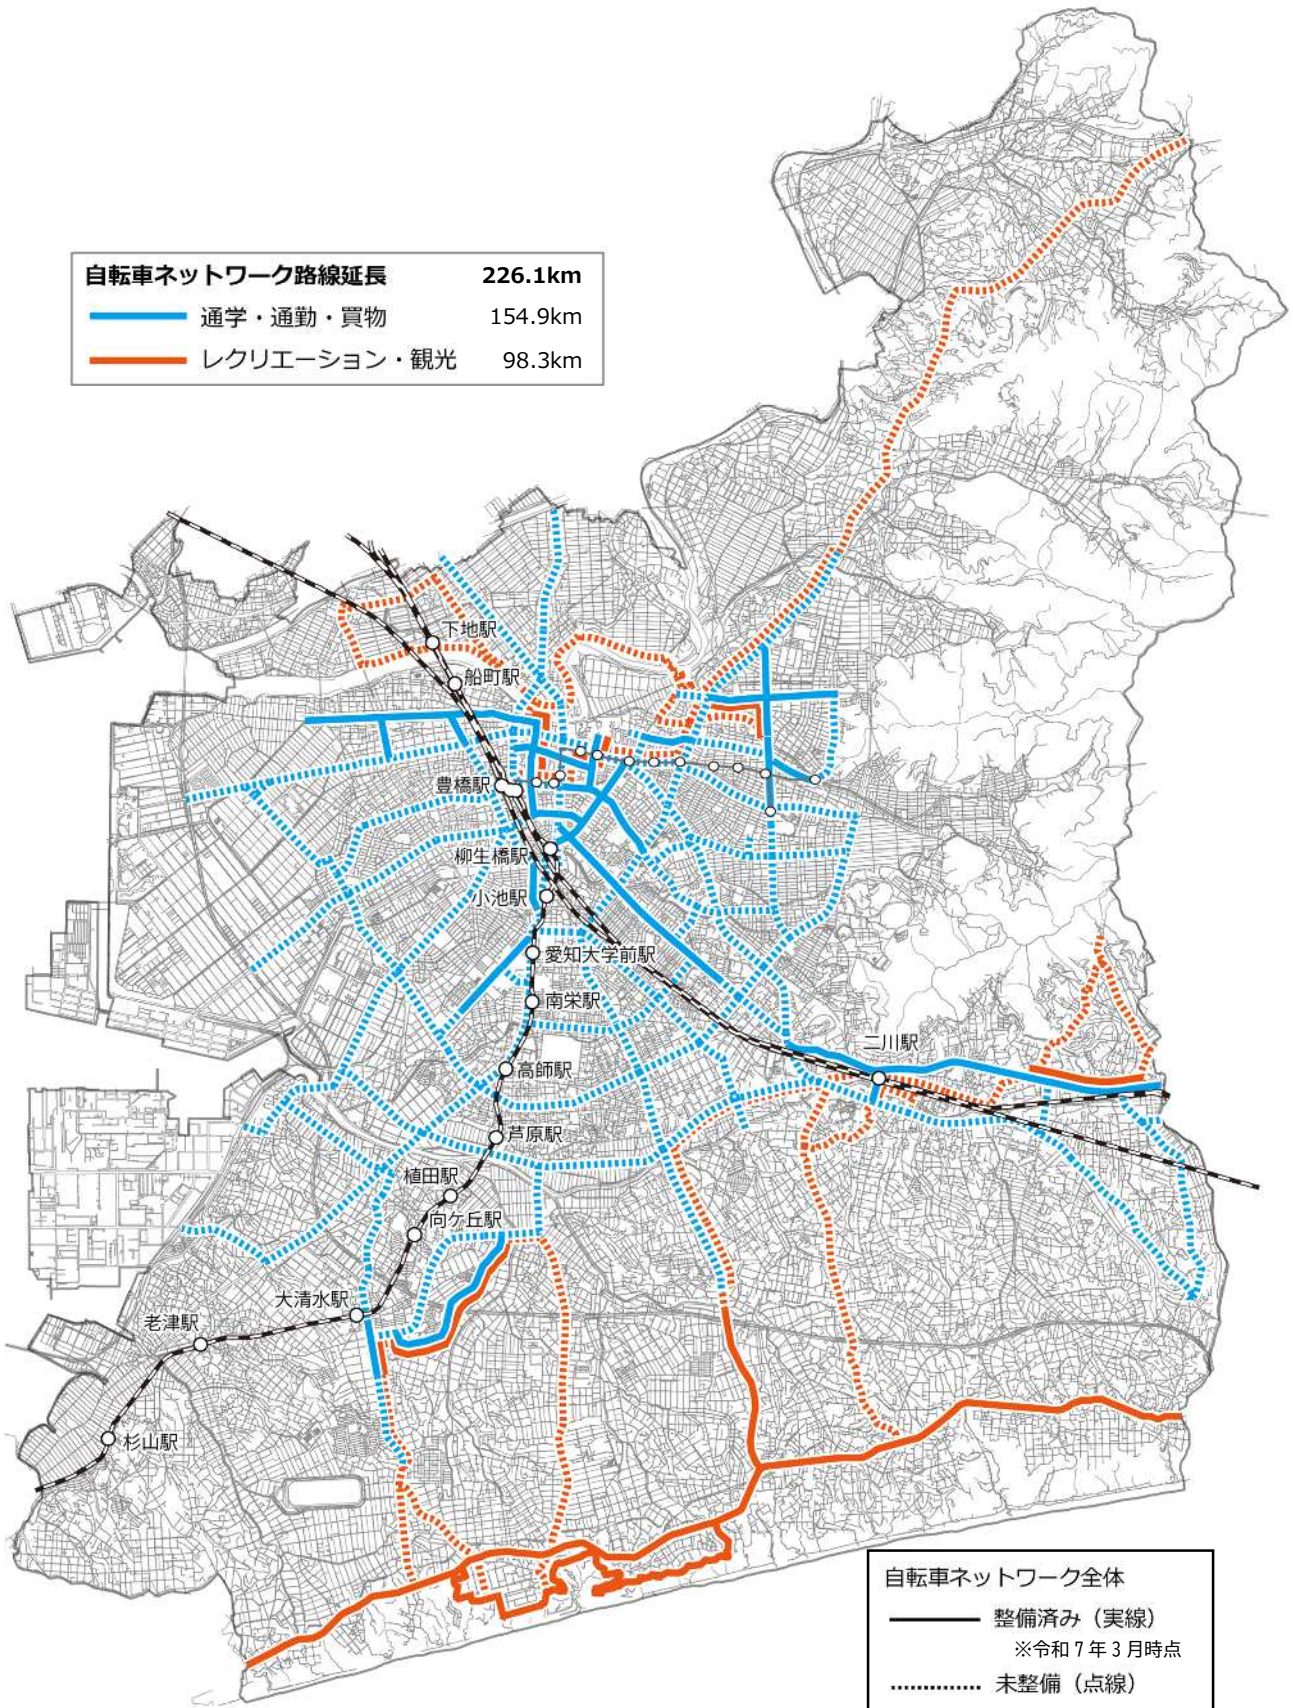 自転車ネットワーク路線延長 226.1km
通学・通勤・買物 154.9km
レクリエーション・観光 98.3km
下地駅
船町駅
豊橋駅
柳生橋駅
小池駅
愛知大学前駅
南栄駅
二川駅
高師駅
芦原駅
植田駅
向ケ丘駅
大清水駅
老津駅
杉山駅
自転車ネットワーク全体
整備済み（実線）
※令和７年３月時点
未整備（点線）